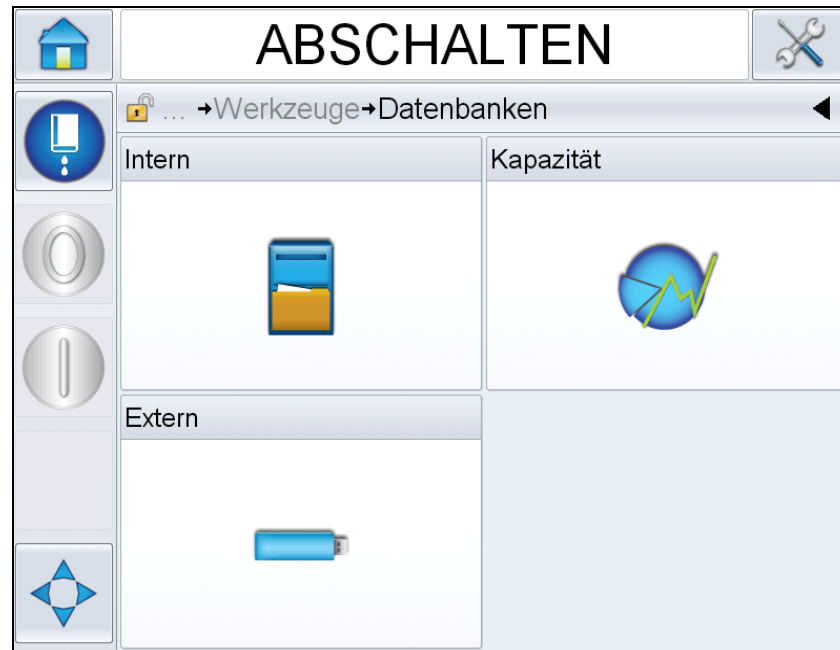 ABSCHALTEN
... →Werkzeuge→Datenbanken
Intern
Kapazität
Extern